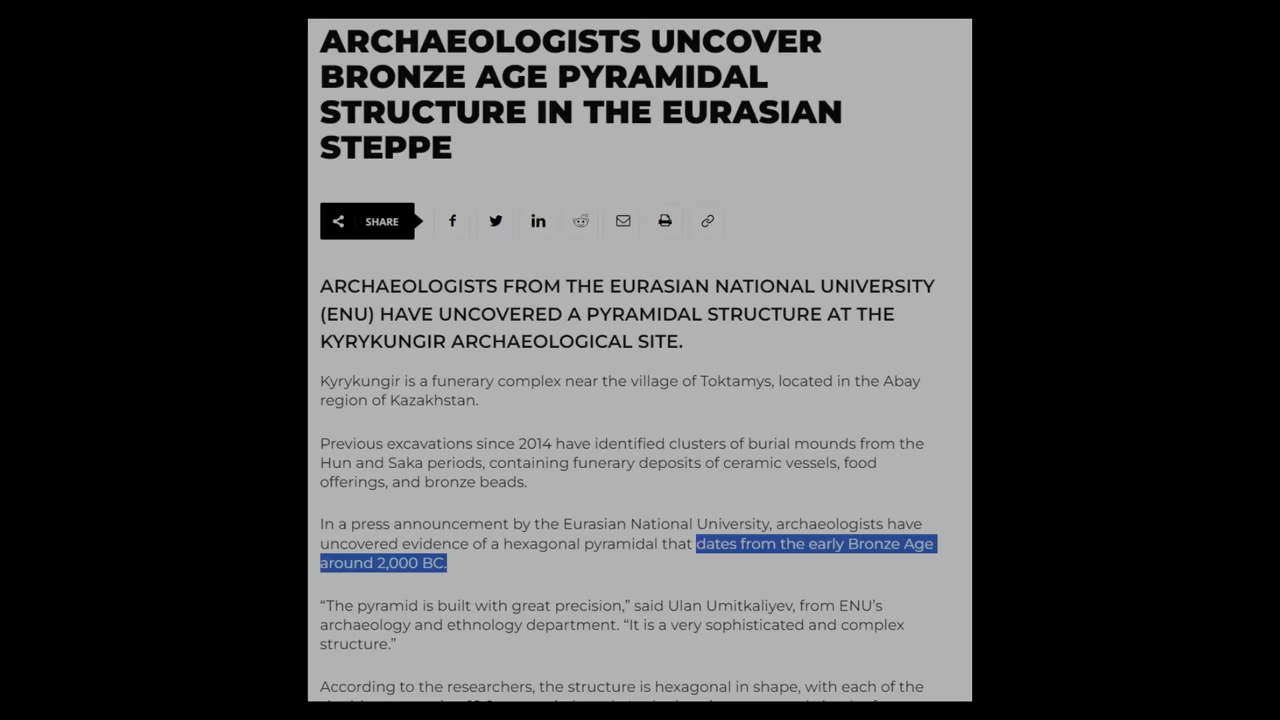 ARCHAEOLOGISTS UNCOVER
BRONZE AGE PYRAMIDAL
STRUCTURE IN THE EURASIAN
STEPPE
SHARE
ARCHAEOLOGISTS FROM THE EURASIAN NATIONAL UNIVERSITY
(ENU) HAVE UNCOVERED A PYRAMIDAL STRUCTURE AT THE
KYRYKUNGIR ARCHAEOLOGICAL SITE.
Kyrykungir is a funerary complex near the village of Toktamys, located in the Abay
region of Kazakhstan.
Previous excavations since 2014 have identified clusters of burial mounds from the
Hun and Saka periods, containing funerary deposits of ceramic vessels, food
offerings, and bronze beads.
In a press announcement by the Eurasian National University, archaeologists have
uncovered evidence of a hexagonal pyramidal that dates from the early Bronze Age
around 2,000 BC.
“The pyramid is built with great precision,” said Ulan Umitkaliyev, from ENU’s
archaeology and ethnology department. “It is a very sophisticated and complex
structure.”
According to the researchers, the structure is hexagonal in shape, with each of the